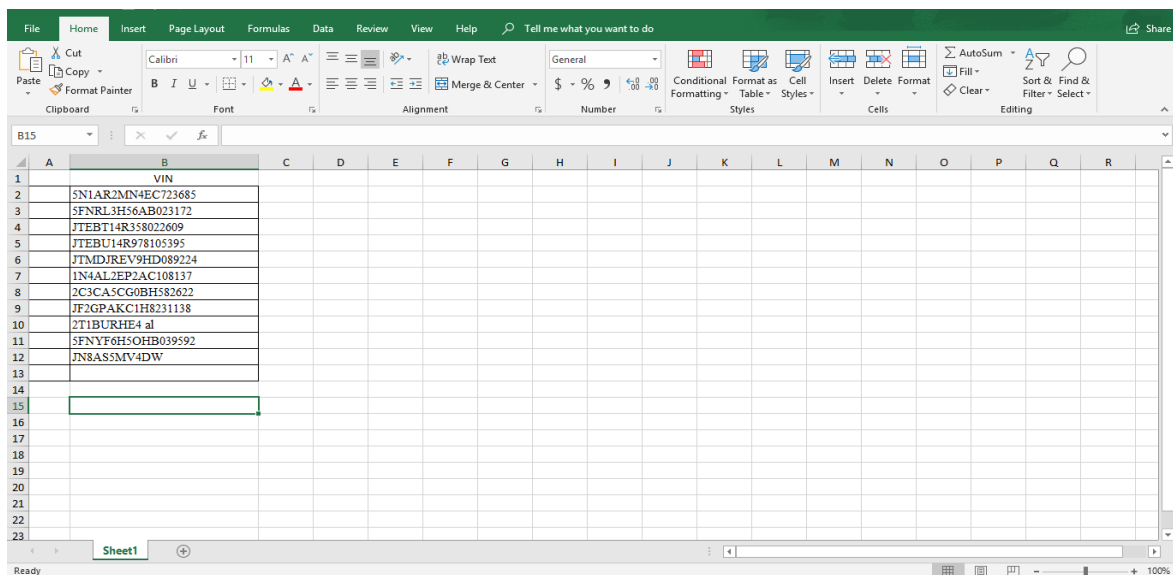 File Home Insert Page Layout Formulas Data Review View Help Tell me what you want to do Share
Cut
Copy
Format Painter
Paste
Calibri 11 A^ A˅
B I U A
Wrap Text
Merge & Center
General
$ % 9
Conditional Formatting
Format as Table
Cell Styles
Insert Delete Format
AutoSum
Fill
Clear
Sort & Filter
Find & Select
Clipboard Font Alignment Number Styles Cells Editing
B15 fx
A B C D E F G H I J K L M N O P Q R
1 VIN
2 5N1AR2MN4EC723685
3 5FNRL3H56AB023172
4 JTEBT14R358022609
5 JTEBU14R978105395
6 JTMDJREV9HD089224
7 1N4AL2EP2AC108137
8 2C3CA5CG0BH582622
9 JF2GPAKC1H8231138
10 2T1BURHE4 al
11 5FNYF6H5OHB039592
12 JN8AS5MV4DW
13
14
15
16
17
18
19
20
21
22
23
Sheet1
Ready 100%